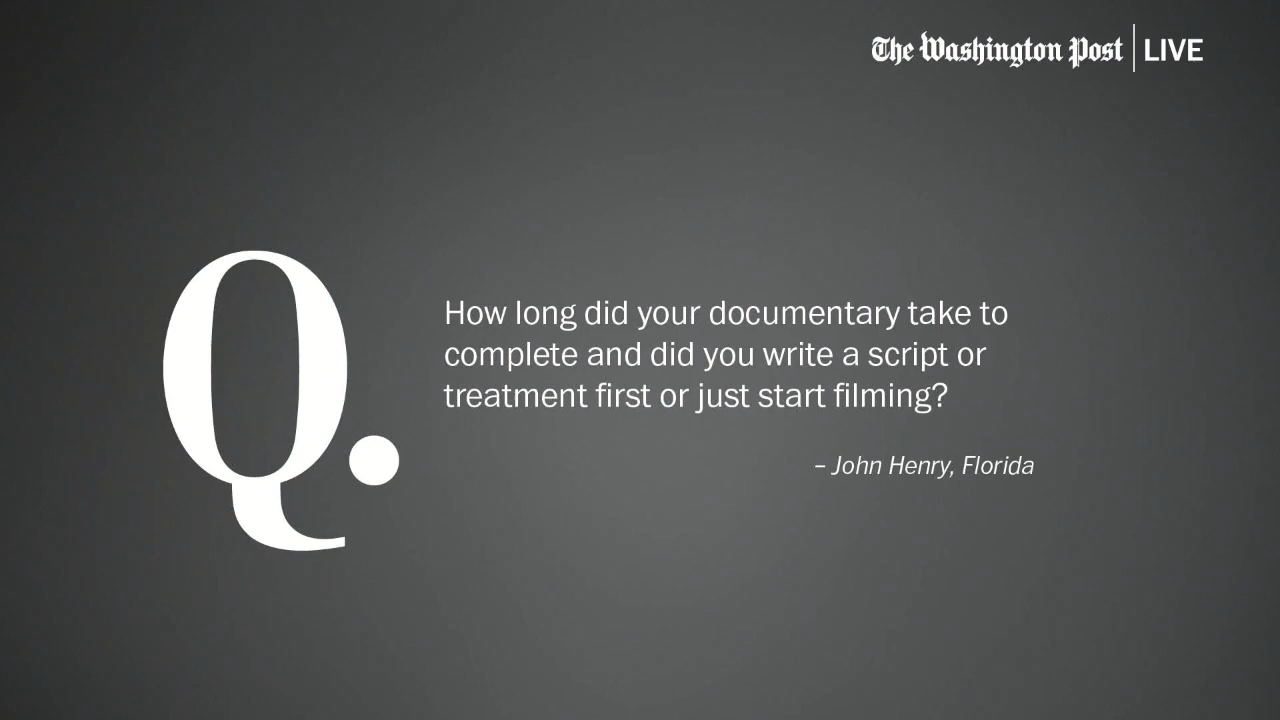 The Washington Post | LIVE
Q.
How long did your documentary take to
complete and did you write a script or
treatment first or just start filming?
– John Henry, Florida